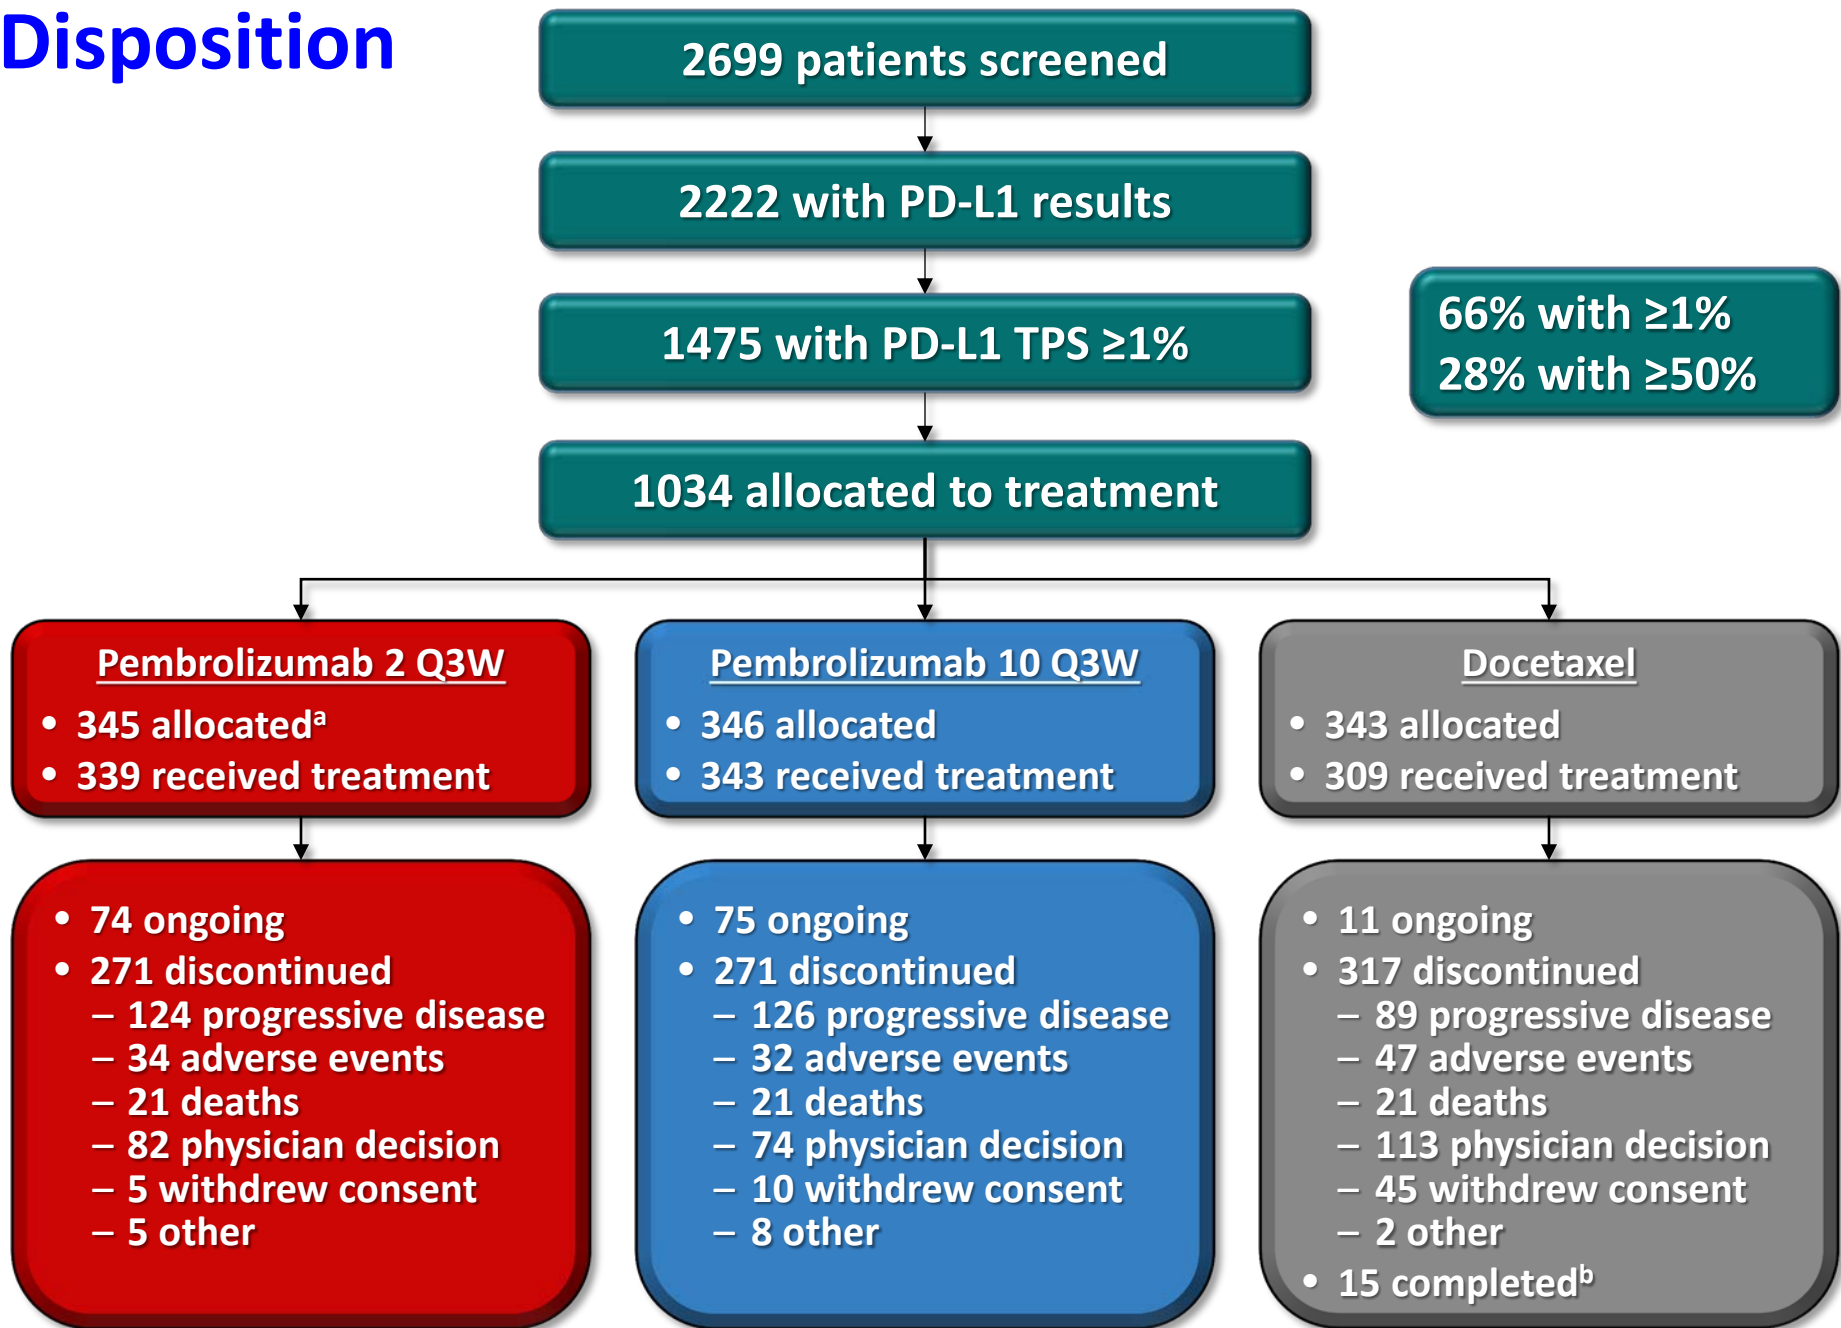 Disposition
2699 patients screened
2222 with PD-L1 results
1475 with PD-L1 TPS ≥1%
66% with ≥1%
28% with ≥50%
1034 allocated to treatment
Pembrolizumab 2 Q3W
• 345 allocatedᵃ
• 339 received treatment
Pembrolizumab 10 Q3W
• 346 allocated
• 343 received treatment
Docetaxel
• 343 allocated
• 309 received treatment
• 74 ongoing
• 271 discontinued
– 124 progressive disease
– 34 adverse events
– 21 deaths
– 82 physician decision
– 5 withdrew consent
– 5 other
• 75 ongoing
• 271 discontinued
– 126 progressive disease
– 32 adverse events
– 21 deaths
– 74 physician decision
– 10 withdrew consent
– 8 other
• 11 ongoing
• 317 discontinued
– 89 progressive disease
– 47 adverse events
– 21 deaths
– 113 physician decision
– 45 withdrew consent
– 2 other
• 15 completedᵇ